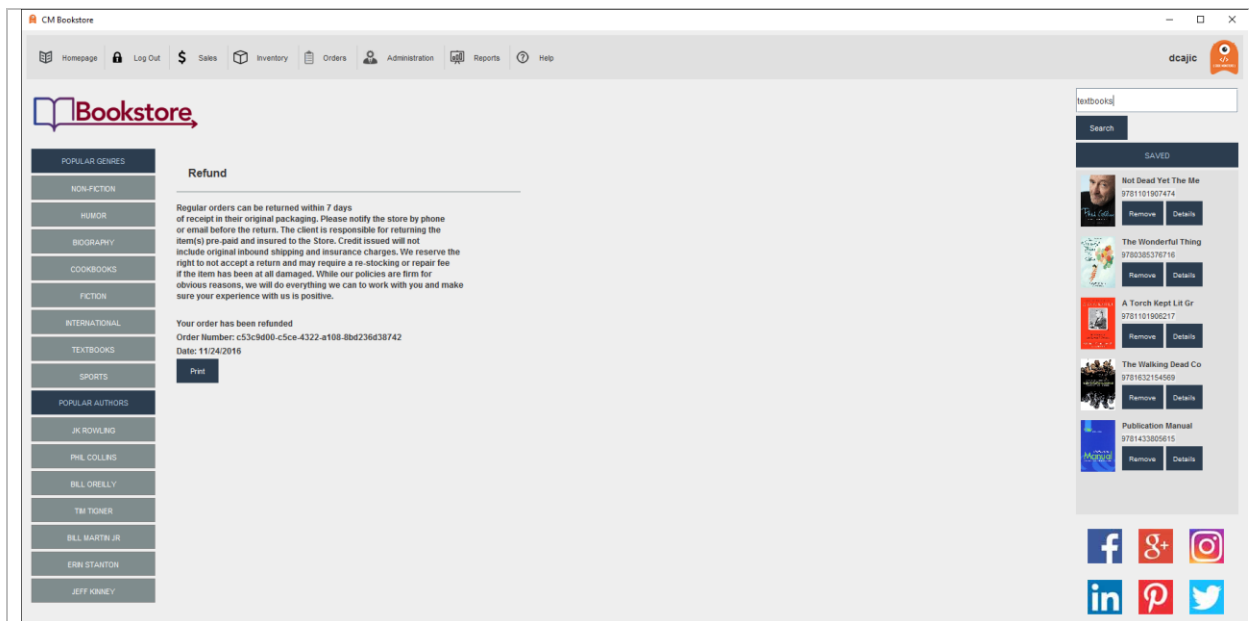 CM Bookstore
Homepage
Log Out
Sales
Inventory
Orders
Administration
Reports
Help
dcajic
Bookstore
textbooks
Search
POPULAR GENRES
NON-FICTION
HUMOR
BIOGRAPHY
COOKBOOKS
FICTION
INTERNATIONAL
TEXTBOOKS
SPORTS
POPULAR AUTHORS
JK ROWLING
PHIL COLLINS
BILL OREILLY
TIM TIGNER
BILL MARTIN JR
ERIN STANTON
JEFF KINNEY
Refund
Regular orders can be returned within 7 days
of receipt in their original packaging. Please notify the store by phone
or email before the return. The client is responsible for returning the
item(s) pre-paid and insured to the Store. Credit issued will not
include original inbound shipping and insurance charges. We reserve the
right to not accept a return and may require a re-stocking or repair fee
if the item has been at all damaged. While our policies are firm for
obvious reasons, we will do everything we can to work with you and make
sure your experience with us is positive.
Your order has been refunded
Order Number: c53c9d00-c5ce-4322-a108-8bd236d38742
Date: 11/24/2016
Print
SAVED
Not Dead Yet The Me
9781101907474
Remove
Details
The Wonderful Thing
9780385376716
Remove
Details
A Torch Kept Lit Gr
9781101906217
Remove
Details
The Walking Dead Co
9781632154569
Remove
Details
Publication Manual
9781433805615
Remove
Details
Manual
f
g+
in